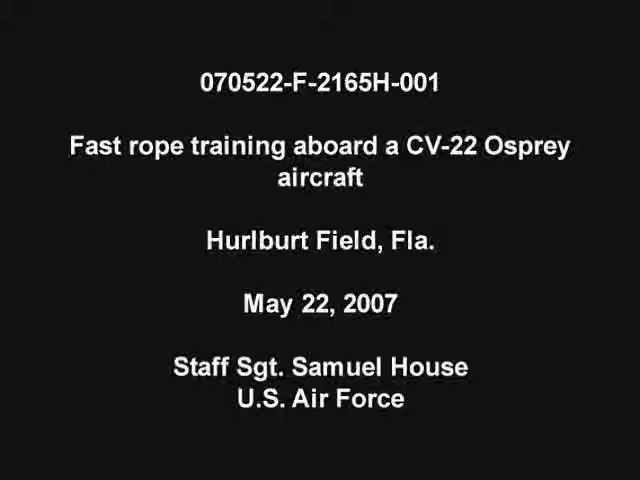 070522-F-2165H-001
Fast rope training aboard a CV-22 Osprey
aircraft
Hurlburt Field, Fla.
May 22, 2007
Staff Sgt. Samuel House
U.S. Air Force